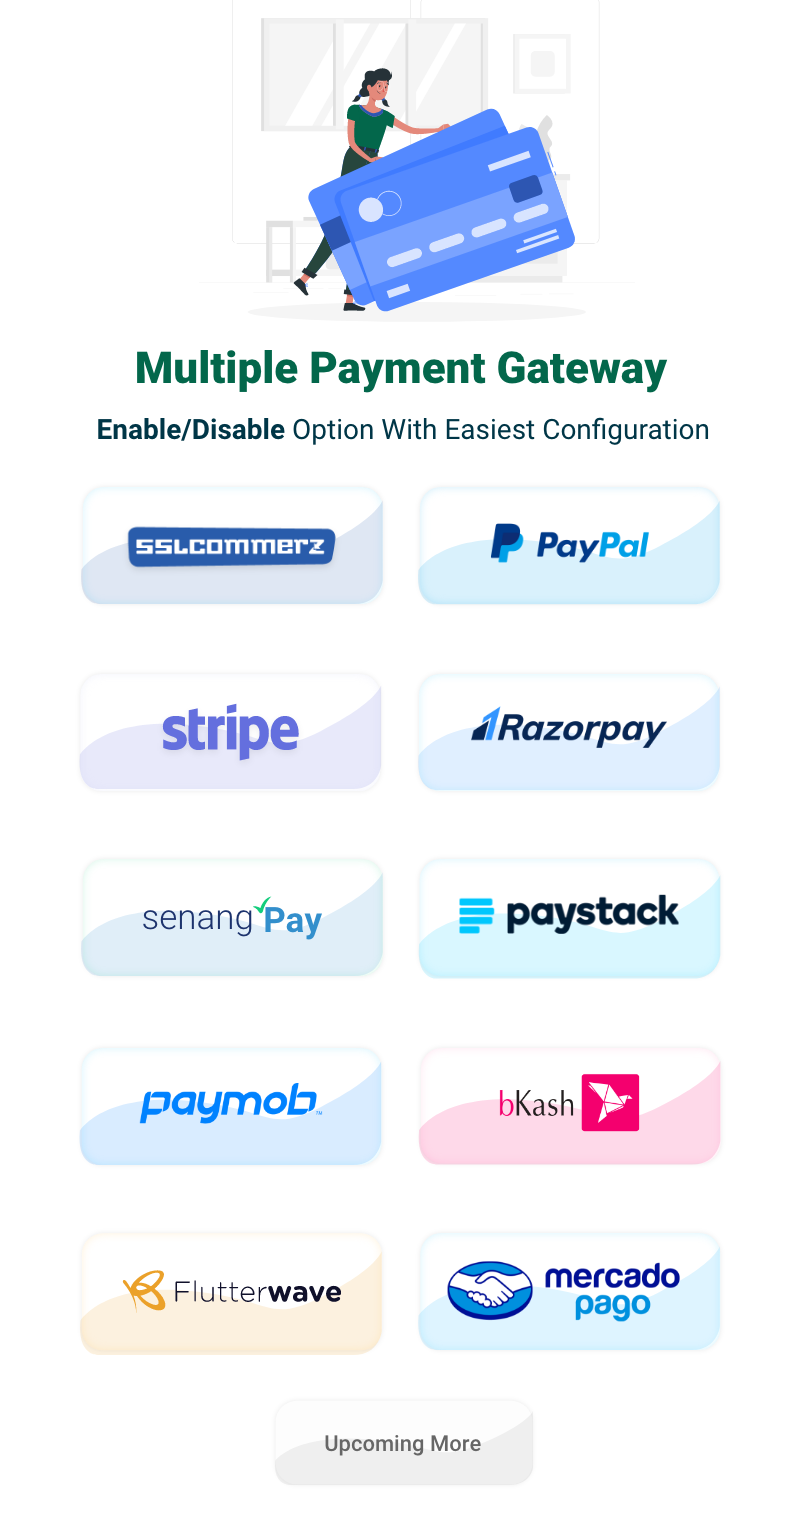 Multiple Payment Gateway
Enable/Disable Option With Easiest Configuration
SSLCOMMERZ
PayPal
stripe
Razorpay
senangPay
paystack
paymob™
bKash
Flutterwave
mercado
pago
Upcoming More